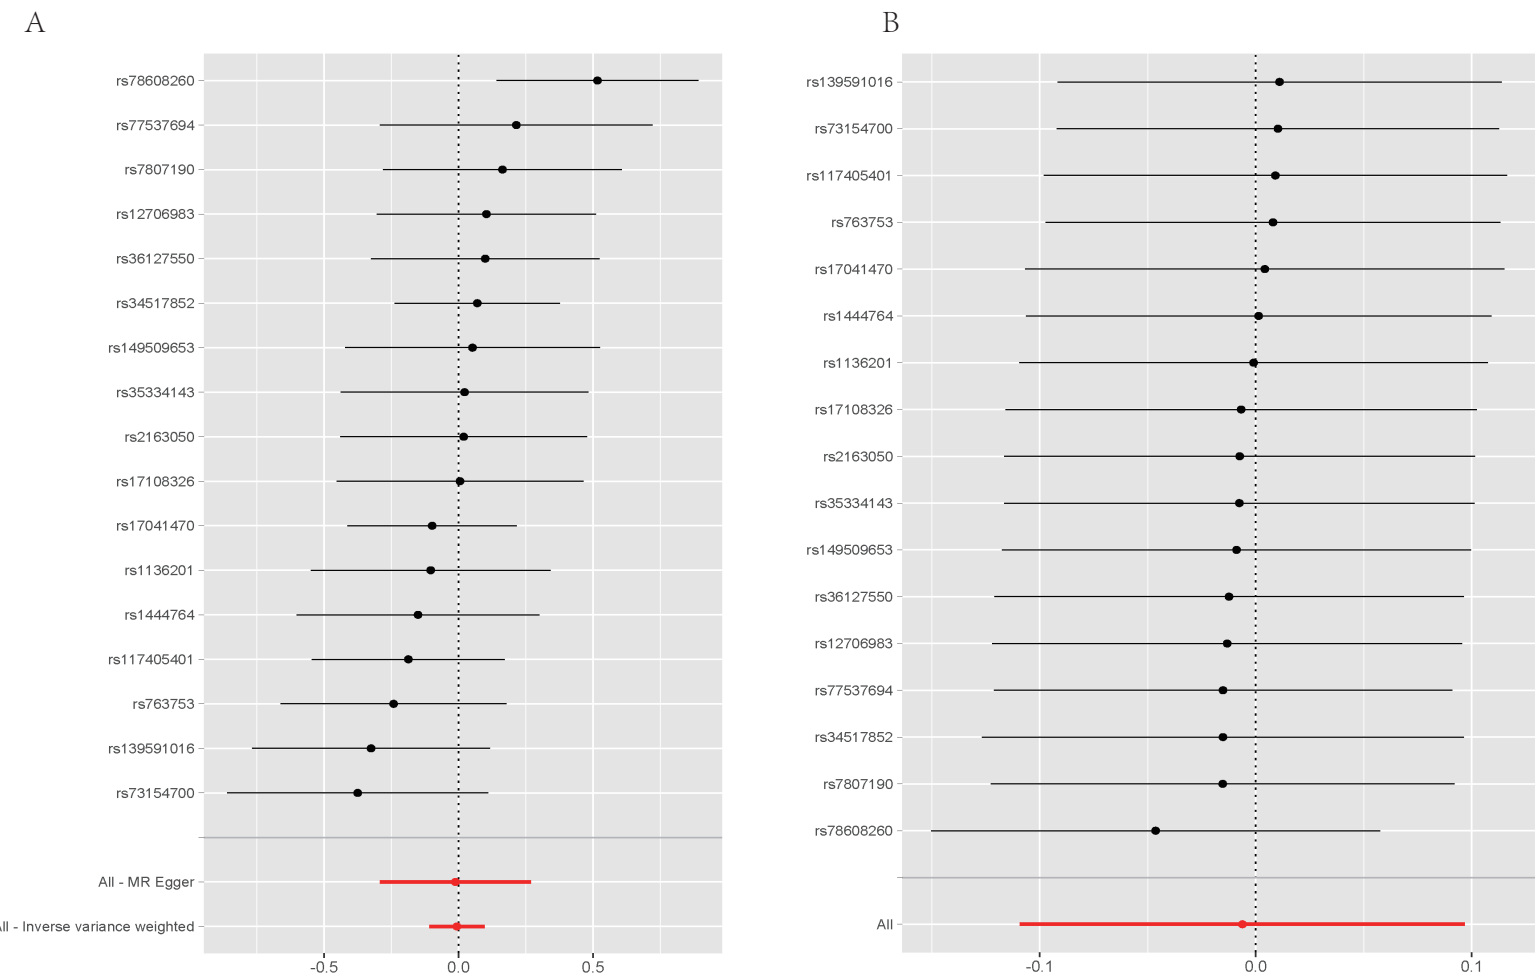 A
rs78608260
rs77537694
rs7807190
rs12706983
rs36127550
rs34517852
rs149509653
rs35334143
rs2163050
rs17108326
rs17041470
rs1136201
rs1444764
rs117405401
rs763753
rs139591016
rs73154700
All - MR Egger
All - Inverse variance weighted
-0.5 0.0 0.5
B
rs139591016
rs73154700
rs117405401
rs763753
rs17041470
rs1444764
rs1136201
rs17108326
rs2163050
rs35334143
rs149509653
rs36127550
rs12706983
rs77537694
rs34517852
rs7807190
rs78608260
All
-0.1 0.0 0.1